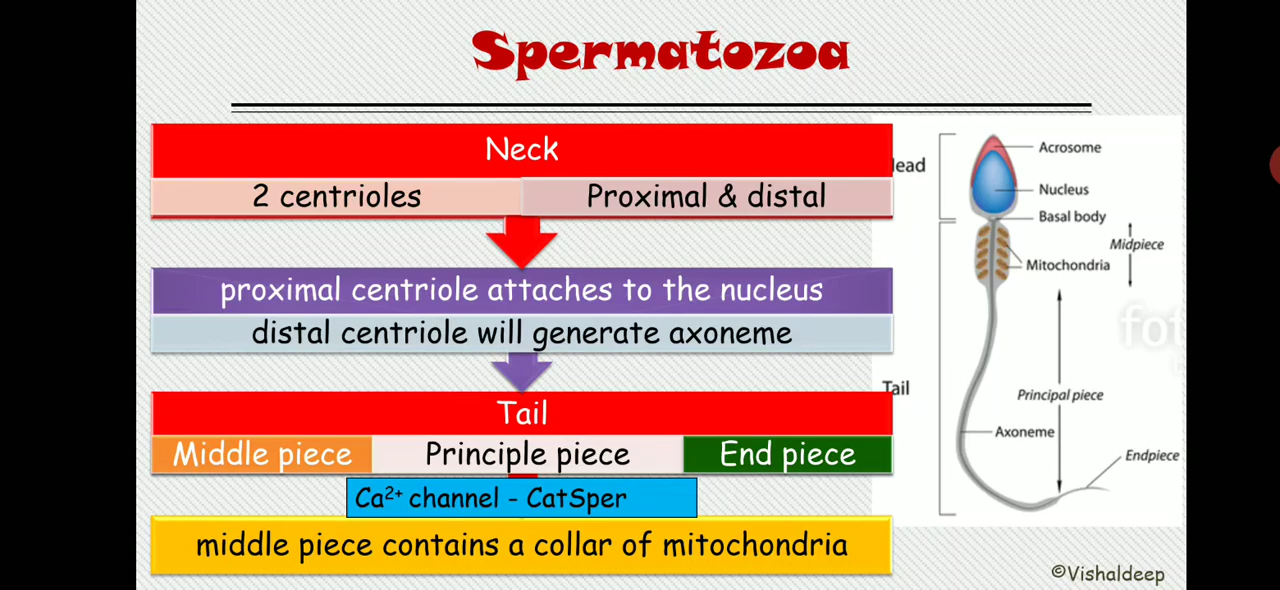 Spermatozoa
Neck
2 centrioles
Proximal & distal
proximal centriole attaches to the nucleus
distal centriole will generate axoneme
Tail
Middle piece
Principle piece
End piece
Ca²⁺ channel - CatSper
middle piece contains a collar of mitochondria
Acrosome
Nucleus
Basal body
Midpiece
Mitochondria
Tail
Principal piece
Axoneme
Endpiece
©Vishaldeep